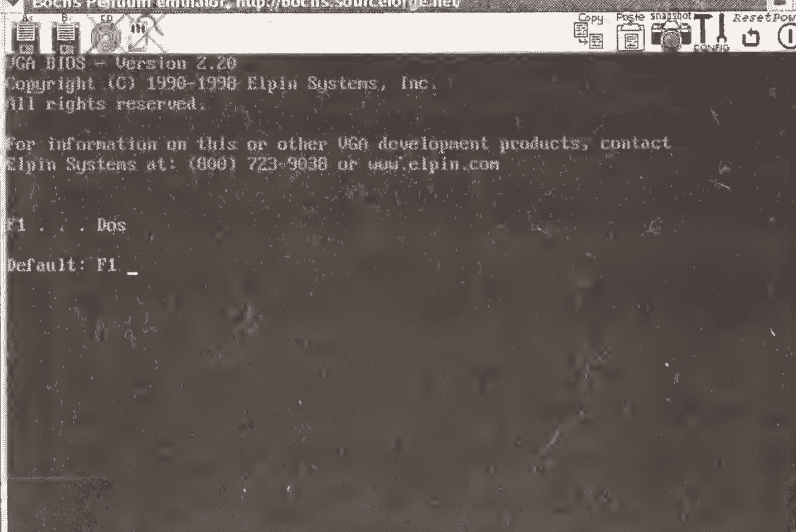 Bochs Pentium emulator, http://bochs.sourceforge.net/
A: B: CD
Copy Paste snapshot CONFIG Reset Pow
VGA BIOS - Version 2.20
Copyright (C) 1990-1998 Elpin Systems, Inc.
All rights reserved.
For information on this or other VGA development products, contact
Elpin Systems at: (800) 723-9038 or www.elpin.com
F1 . . . Dos
Default: F1 _